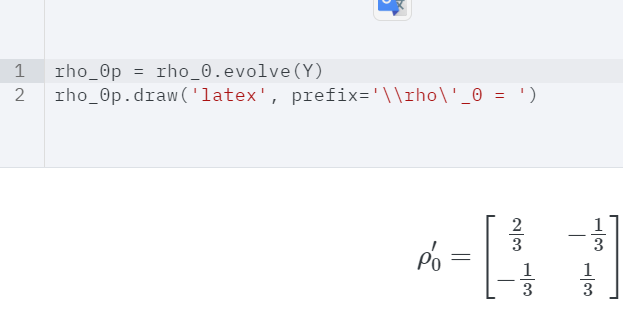 1 rho_0p = rho_0.evolve(Y)
2 rho_0p.draw('latex', prefix='\\rho\'_0 = ')
ρ′₀ = [ 2/3 −1/3
−1/3 1/3 ]